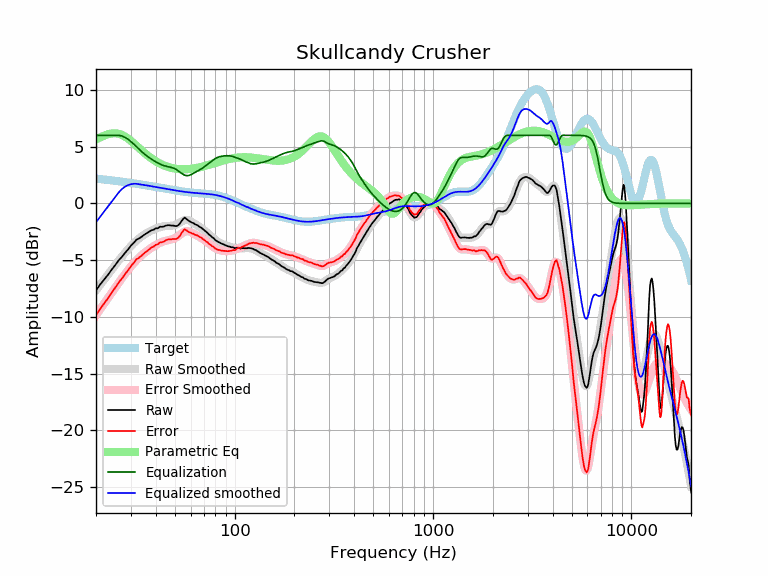 Skullcandy Crusher
10
5
0
−5
−10
−15
−20
−25
Amplitude (dBr)
Target
Raw Smoothed
Error Smoothed
Raw
Error
Parametric Eq
Equalization
Equalized smoothed
100
1000
10000
Frequency (Hz)